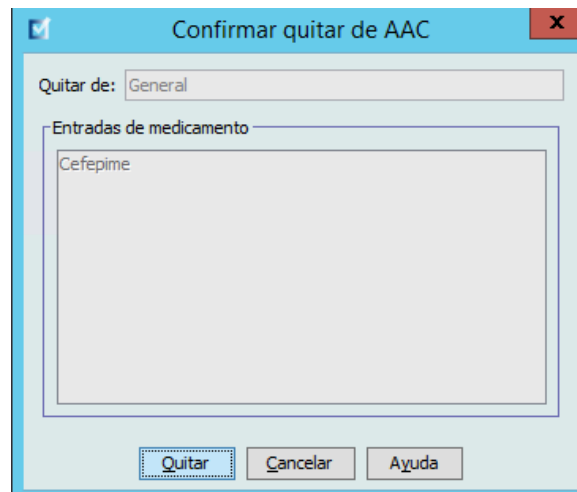 Confirmar quitar de AAC
x
Quitar de: General
Entradas de medicamento
Cefepime
Quitar Cancelar Ayuda